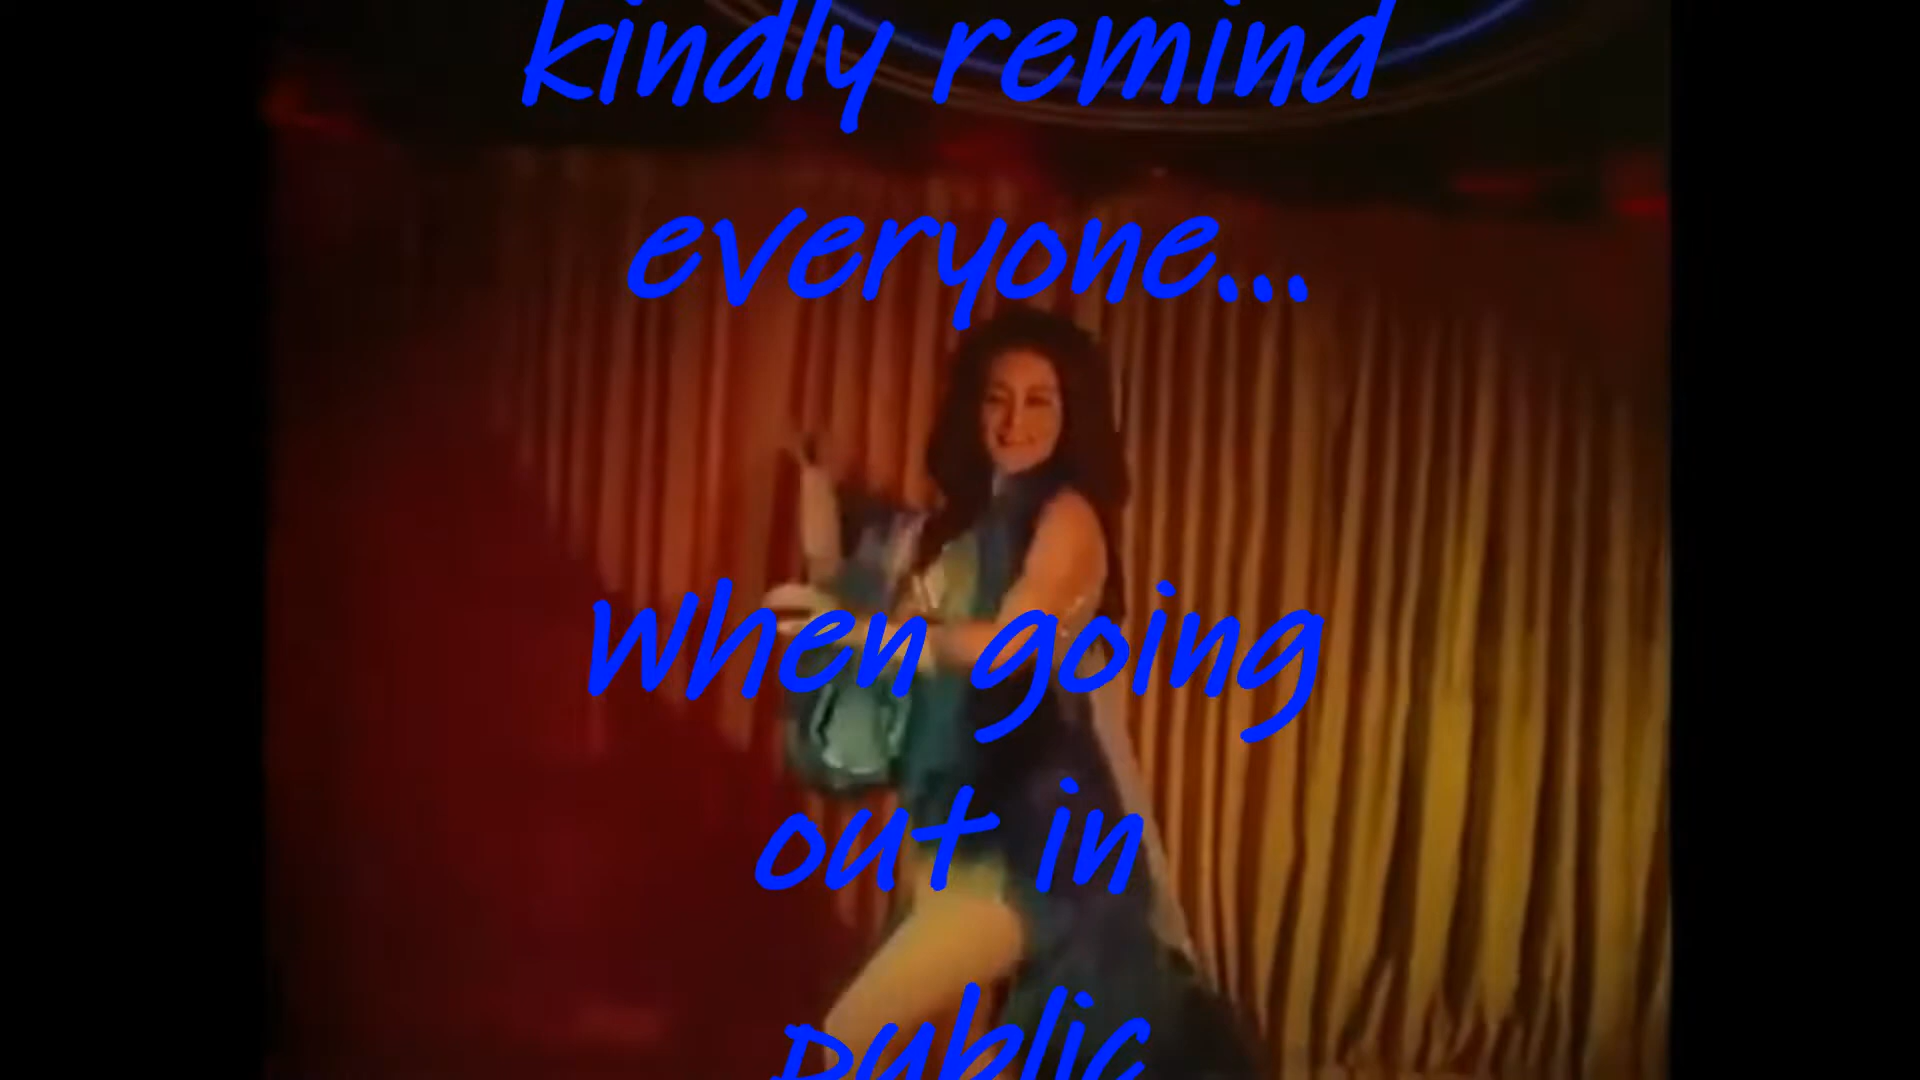 kindly remind
everyone...
when going
out in
public